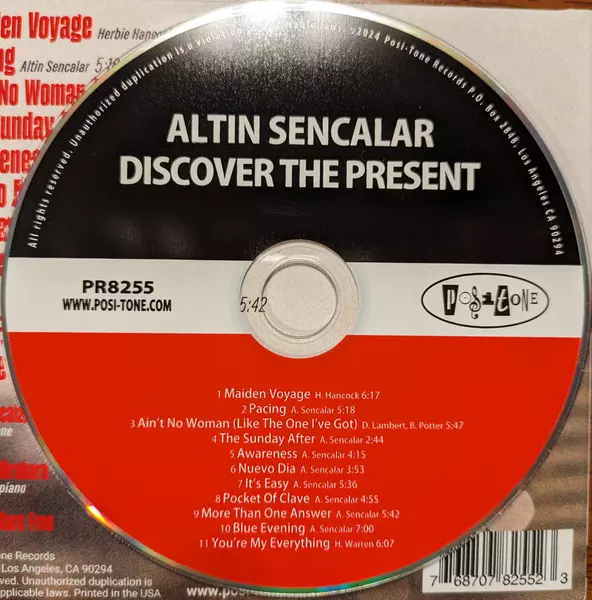 en Voyage Herbie Hanco
g Altin Sencalar 5:18
No Woman
unday
All rights reserved. Unauthorized duplication is a violation ©2024 Posi-Tone Records P.O. Box 2848, Los Angeles CA 90294
ALTIN SENCALAR
DISCOVER THE PRESENT
PR8255
WWW.POSI-TONE.COM
5:42
POSI TONE
1 Maiden Voyage H. Hancock 6:17
2 Pacing A. Sencalar 5:18
3 Ain't No Woman (Like The One I've Got) D. Lambert, B. Potter 5:47
4 The Sunday After A. Sencalar 2:44
5 Awareness A. Sencalar 4:15
6 Nuevo Dia A. Sencalar 3:53
7 It's Easy A. Sencalar 5:36
8 Pocket Of Clave A. Sencalar 4:55
9 More Than One Answer A. Sencalar 5:42
10 Blue Evening A. Sencalar 7:00
11 You're My Everything H. Warren 6:07
piano
one Records
Los Angeles, CA 90294
ved. Unauthorized duplication is
applicable laws. Printed in the USA
www.posi
7 68707 82552 3